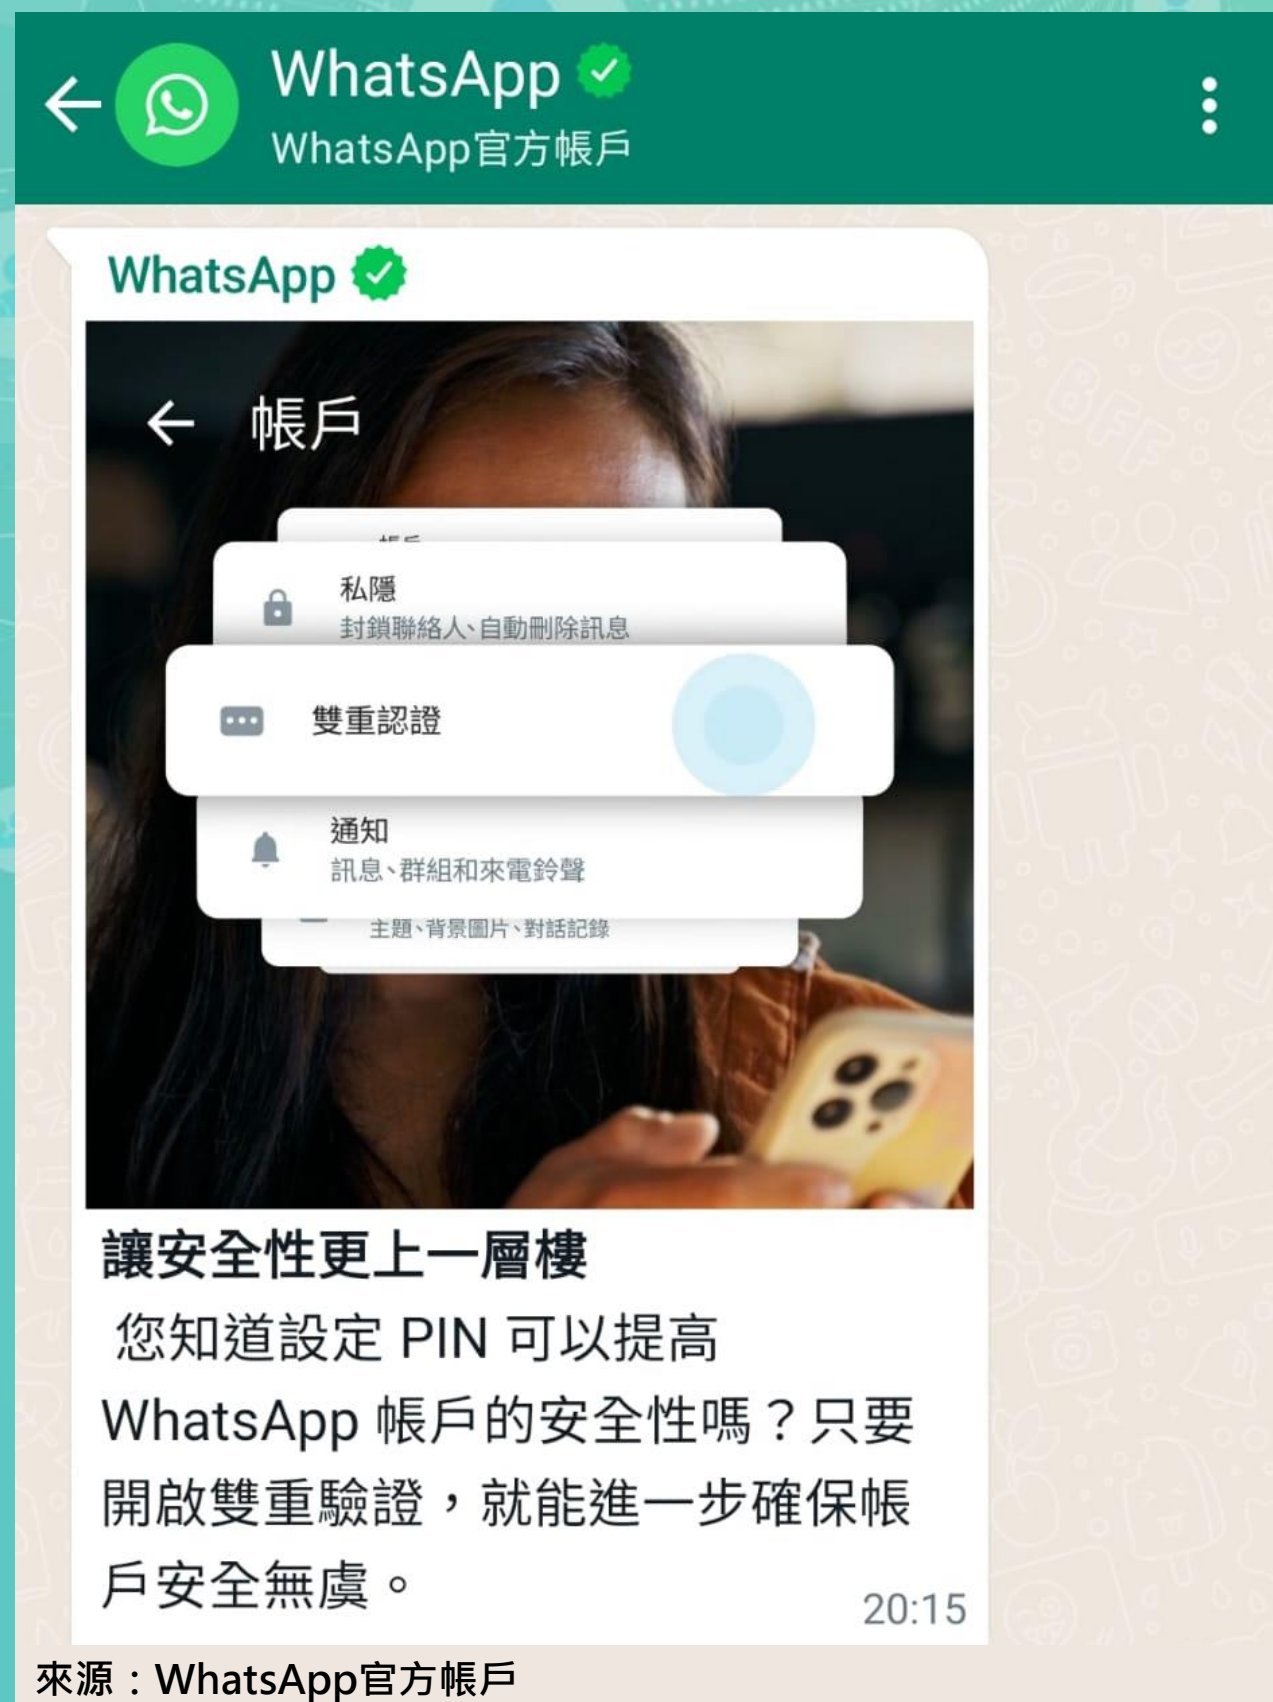 WhatsApp
WhatsApp官方帳戶
WhatsApp
帳戶
私隱
封鎖聯絡人、自動刪除訊息
雙重認證
通知
訊息、群組和來電鈴聲
主題、背景圖片、對話記錄
讓安全性更上一層樓
您知道設定 PIN 可以提高
WhatsApp 帳戶的安全性嗎？只要
開啟雙重驗證，就能進一步確保帳
戶安全無虞。
20:15
來源：WhatsApp官方帳戶